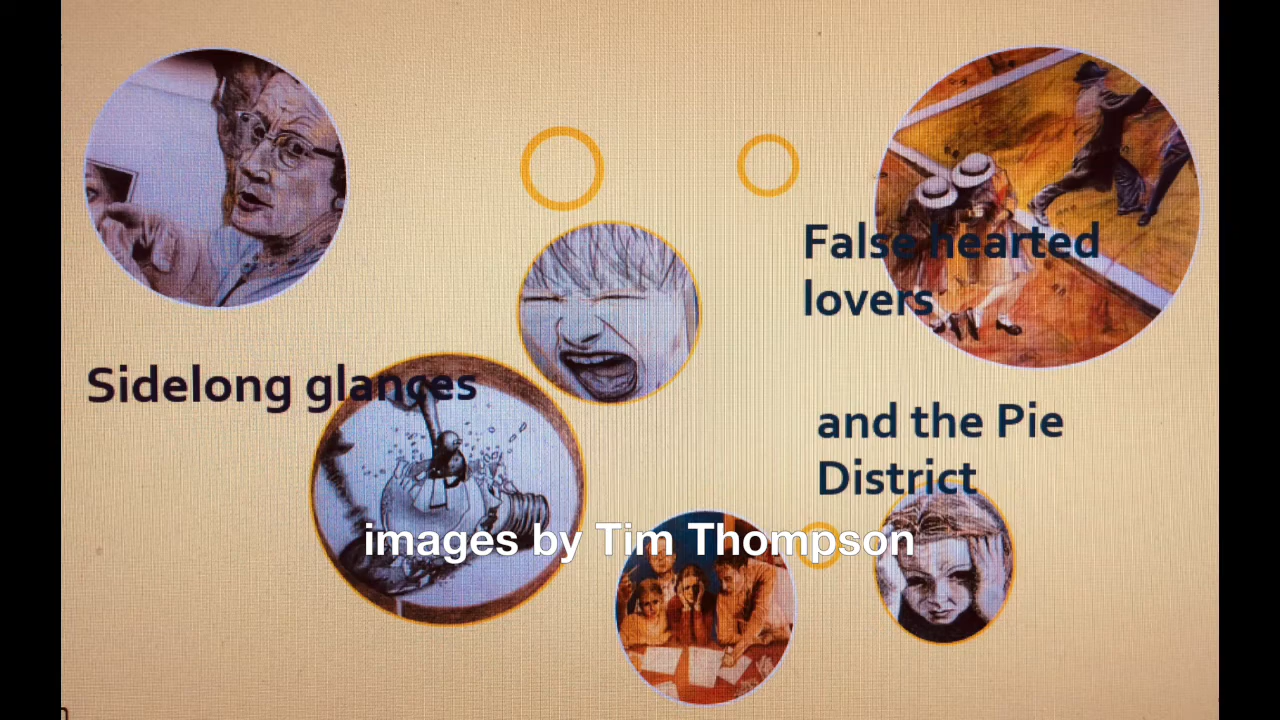 Sidelong glances
False hearted
lovers
and the Pie
District
images by Tim Thompson